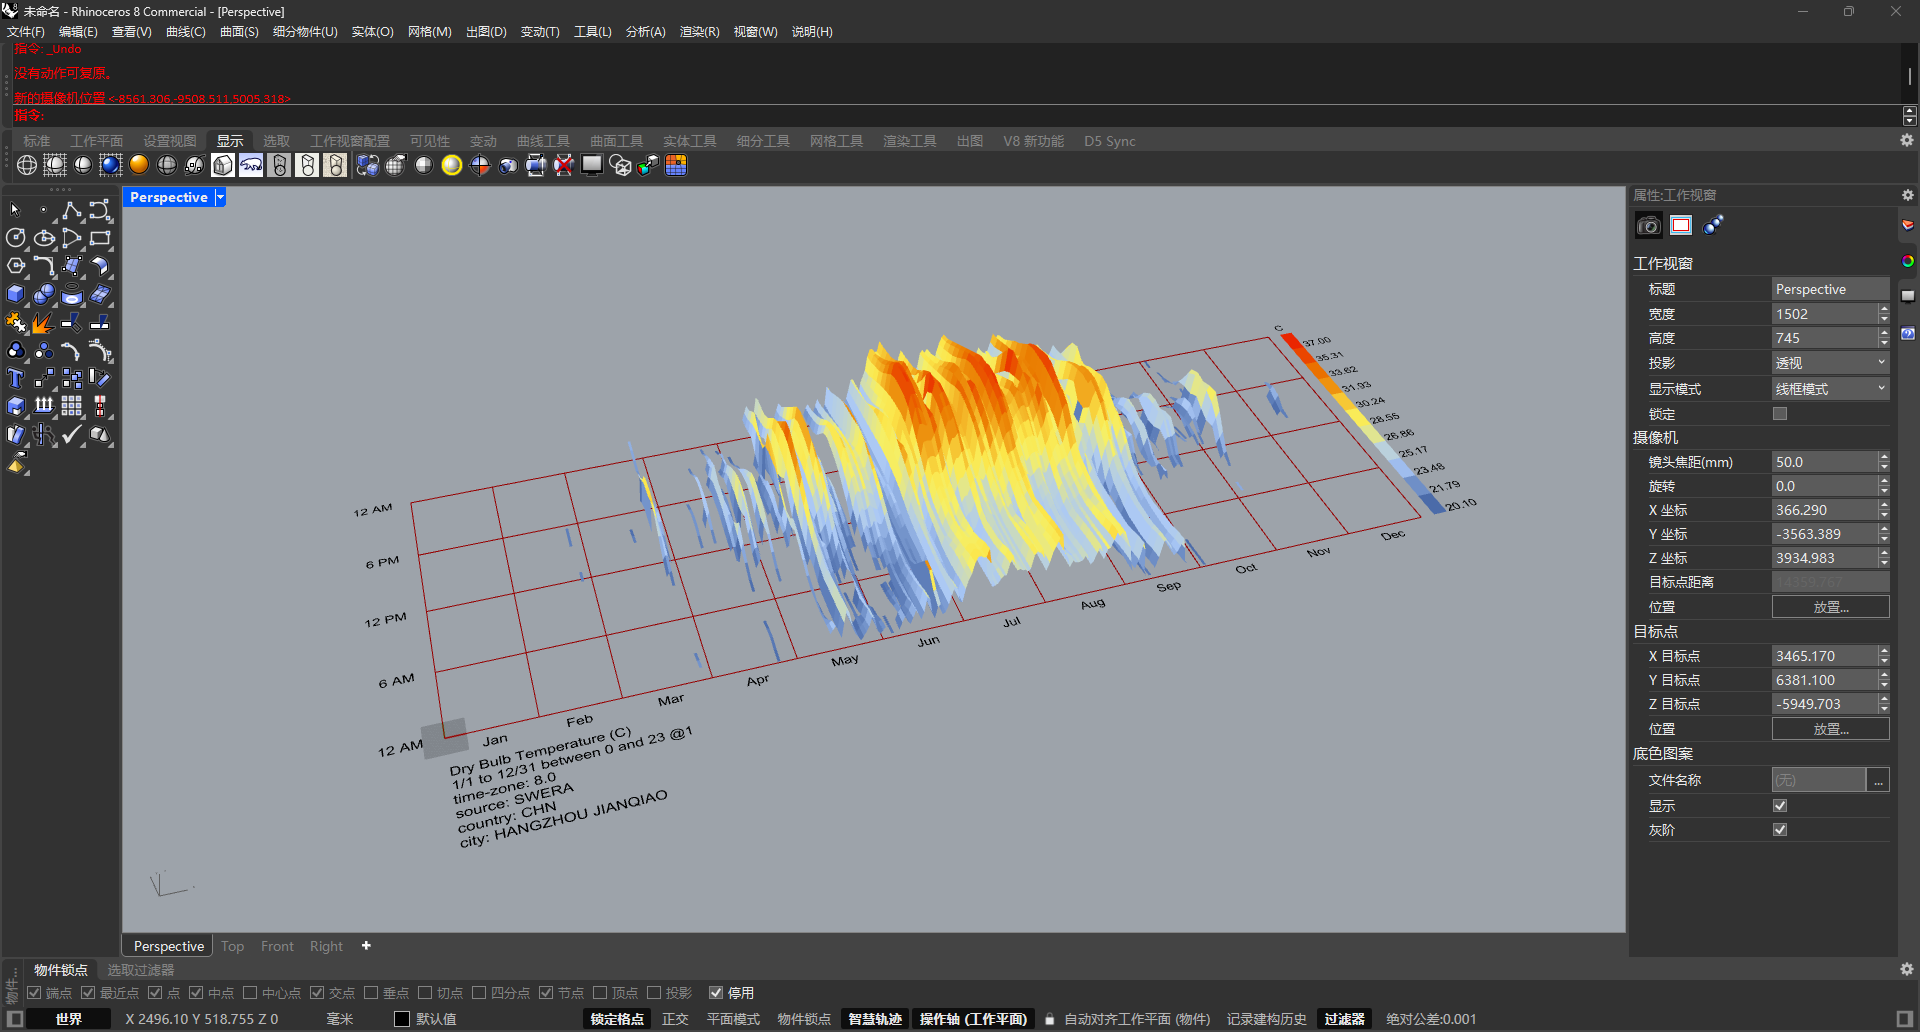 未命名 - Rhinoceros 8 Commercial - [Perspective]
文件(F) 编辑(E) 查看(V) 曲线(C) 曲面(S) 细分物件(U) 实体(O) 网格(M) 出图(D) 变动(T) 工具(L) 分析(A) 渲染(R) 视窗(W) 说明(H)
指令: _Undo
没有动作可复原。
新的摄像机位置 <-8561.306,-9508.511,5005.318>
指令:
标准 工作平面 设置视图 显示 选取 工作视窗配置 可见性 变动 曲线工具 曲面工具 实体工具 细分工具 网格工具 渲染工具 出图 V8 新功能 D5 Sync
Perspective
C
37.00
35.31
33.62
31.93
30.24
28.55
26.86
25.17
23.48
21.79
20.10
12 AM
6 PM
12 PM
6 AM
12 AM
Jan
Feb
Mar
Apr
May
Jun
Jul
Aug
Sep
Oct
Nov
Dec
Dry Bulb Temperature (C)
1/1 to 12/31 between 0 and 23 @1
time-zone: 8.0
source: SWERA
country: CHN
city: HANGZHOU JIANQIAO
属性:工作视窗
工作视窗
标题 Perspective
宽度 1502
高度 745
投影 透视
显示模式 线框模式
锁定
摄像机
镜头焦距(mm) 50.0
旋转 0.0
X 坐标 366.290
Y 坐标 -3563.389
Z 坐标 3934.983
目标点距离 14359.767
位置 放置...
目标点
X 目标点 3465.170
Y 目标点 6381.100
Z 目标点 -5949.703
位置 放置...
底色图案
文件名称 (无) ...
显示
灰阶
Perspective Top Front Right
物件锁点 选取过滤器
物件...
端点 最近点 点 中点 中心点 交点 垂点 切点 四分点 节点 顶点 投影 停用
世界 X 2496.10 Y 518.755 Z 0 毫米 默认值 锁定格点 正交 平面模式 物件锁点 智慧轨迹 操作轴 (工作平面) 自动对齐工作平面 (物件) 记录建构历史 过滤器 绝对公差:0.001